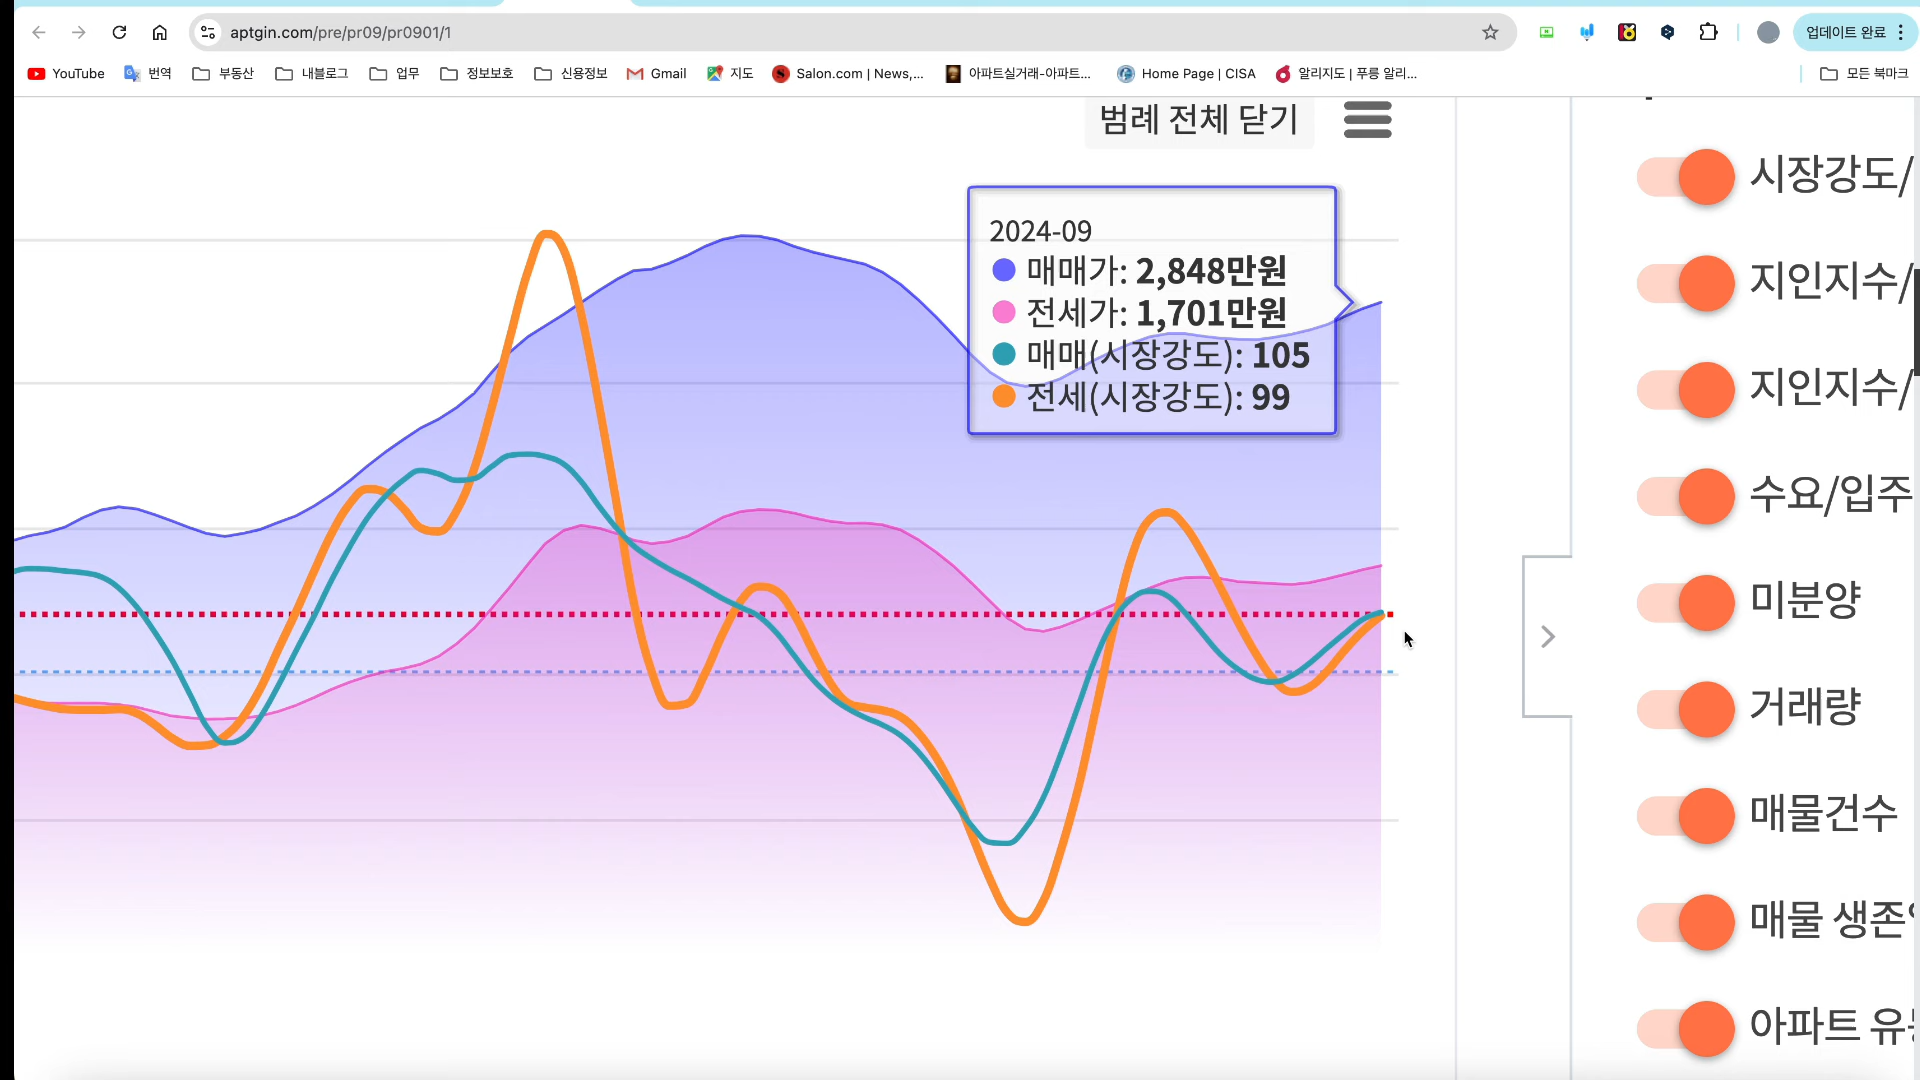 aptgin.com/pre/pr09/pr0901/1
업데이트 완료
YouTube
번역
부동산
내블로그
업무
정보보호
신용정보
Gmail
지도
Salon.com | News,...
아파트실거래-아파트...
Home Page | CISA
알리지도 | 푸릉 알리...
모든 북마크
범례 전체 닫기
2024-09
매매가: 2,848만원
전세가: 1,701만원
매매(시장강도): 105
전세(시장강도): 99
시장강도/
지인지수/
지인지수/
수요/입주
미분양
거래량
매물건수
매물 생존
아파트